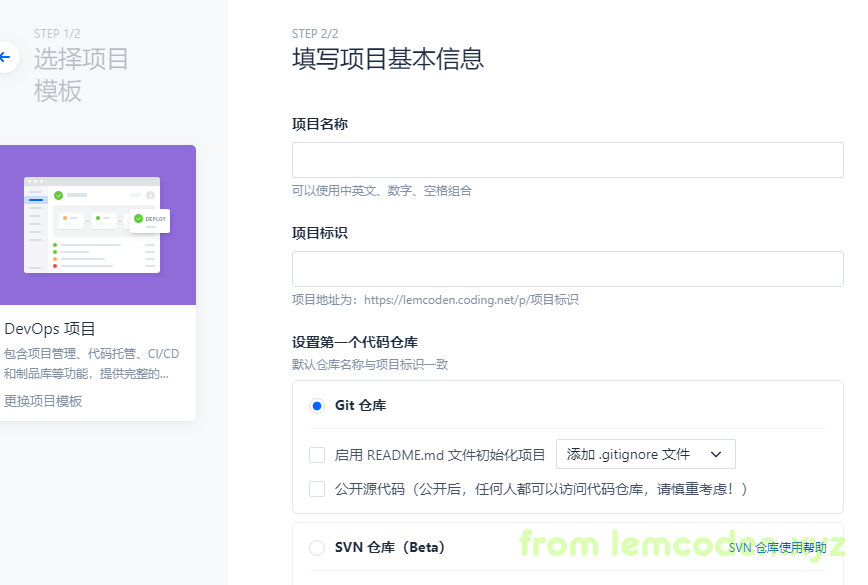 STEP 1/2
选择项目
模板
DEPLOY
DevOps 项目
包含项目管理、代码托管、CI/CD
和制品库等功能，提供完整的...
更换项目模板
STEP 2/2
填写项目基本信息
项目名称
可以使用中英文、数字、空格组合
项目标识
项目地址为：https://lemcoden.coding.net/p/项目标识
设置第一个代码仓库
默认仓库名称与项目标识一致
Git 仓库
启用 README.md 文件初始化项目 添加 .gitignore 文件
公开源代码（公开后，任何人都可以访问代码仓库，请慎重考虑！）
SVN 仓库（Beta） SVN 仓库使用帮助
from lemcoden.xyz